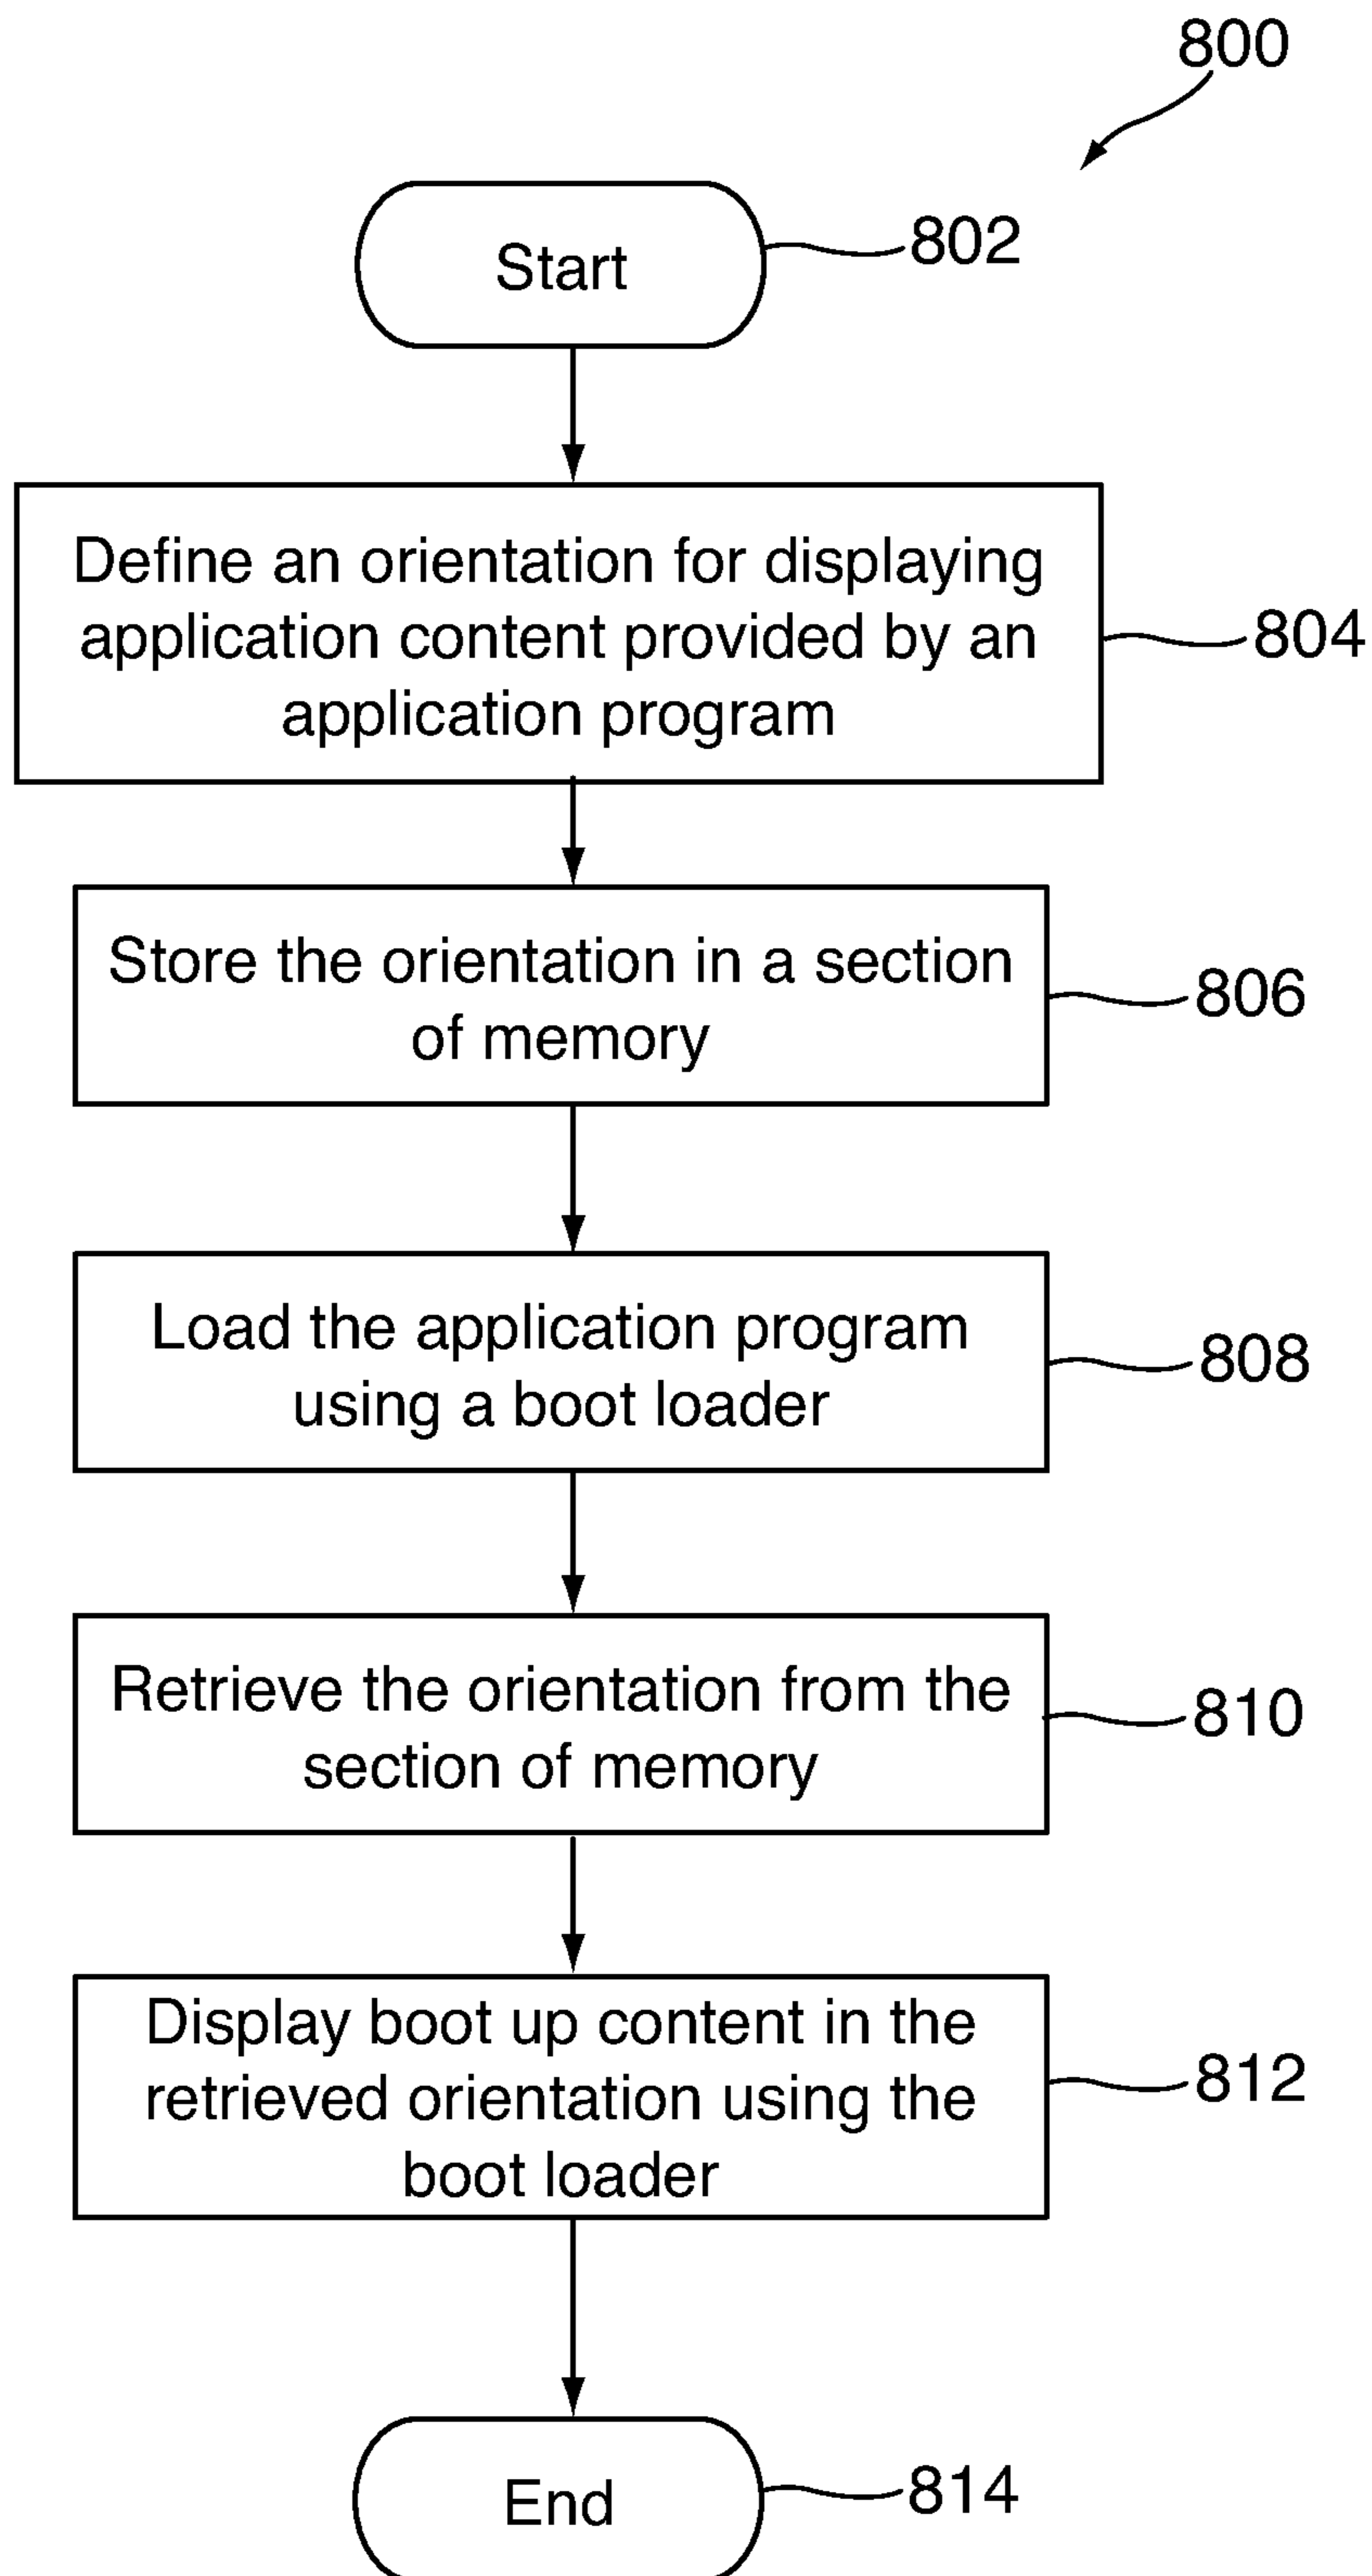 800
Start
802
Define an orientation for displaying
application content provided by an
application program
804
Store the orientation in a section
of memory
806
Load the application program
using a boot loader
808
Retrieve the orientation from the
section of memory
810
Display boot up content in the
retrieved orientation using the
boot loader
812
End
814